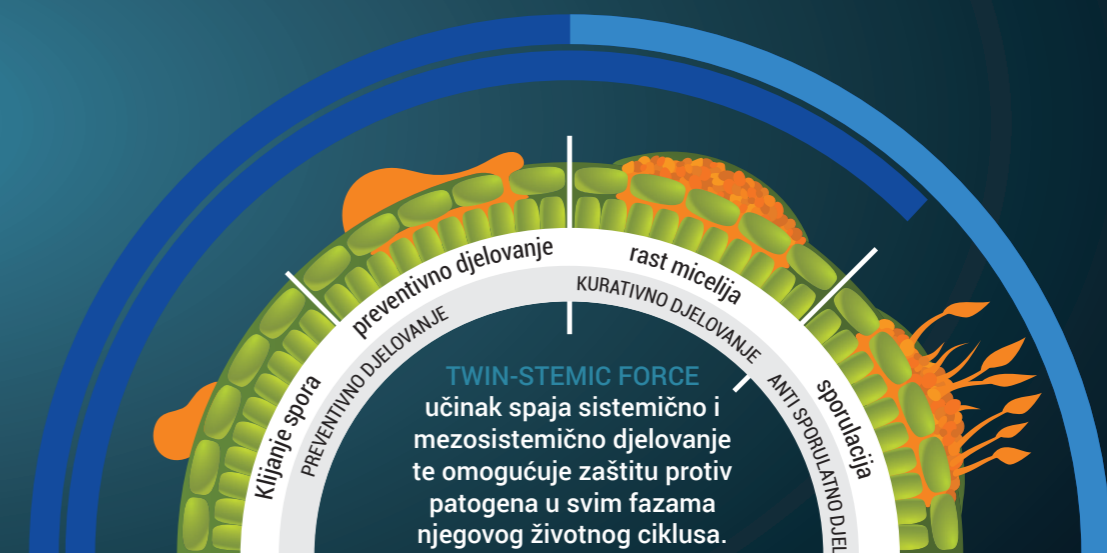 Klijanje spora
preventivno djelovanje
rast micelija
sporulacija
PREVENTIVNO DJELOVANJE
KURATIVNO DJELOVANJE
ANTI SPORULATNO
TWIN-STEMIC FORCE
učinak spaja sistemično i
mezosistemično djelovanje
te omogućuje zaštitu protiv
patogena u svim fazama
njegovog životnog ciklusa.